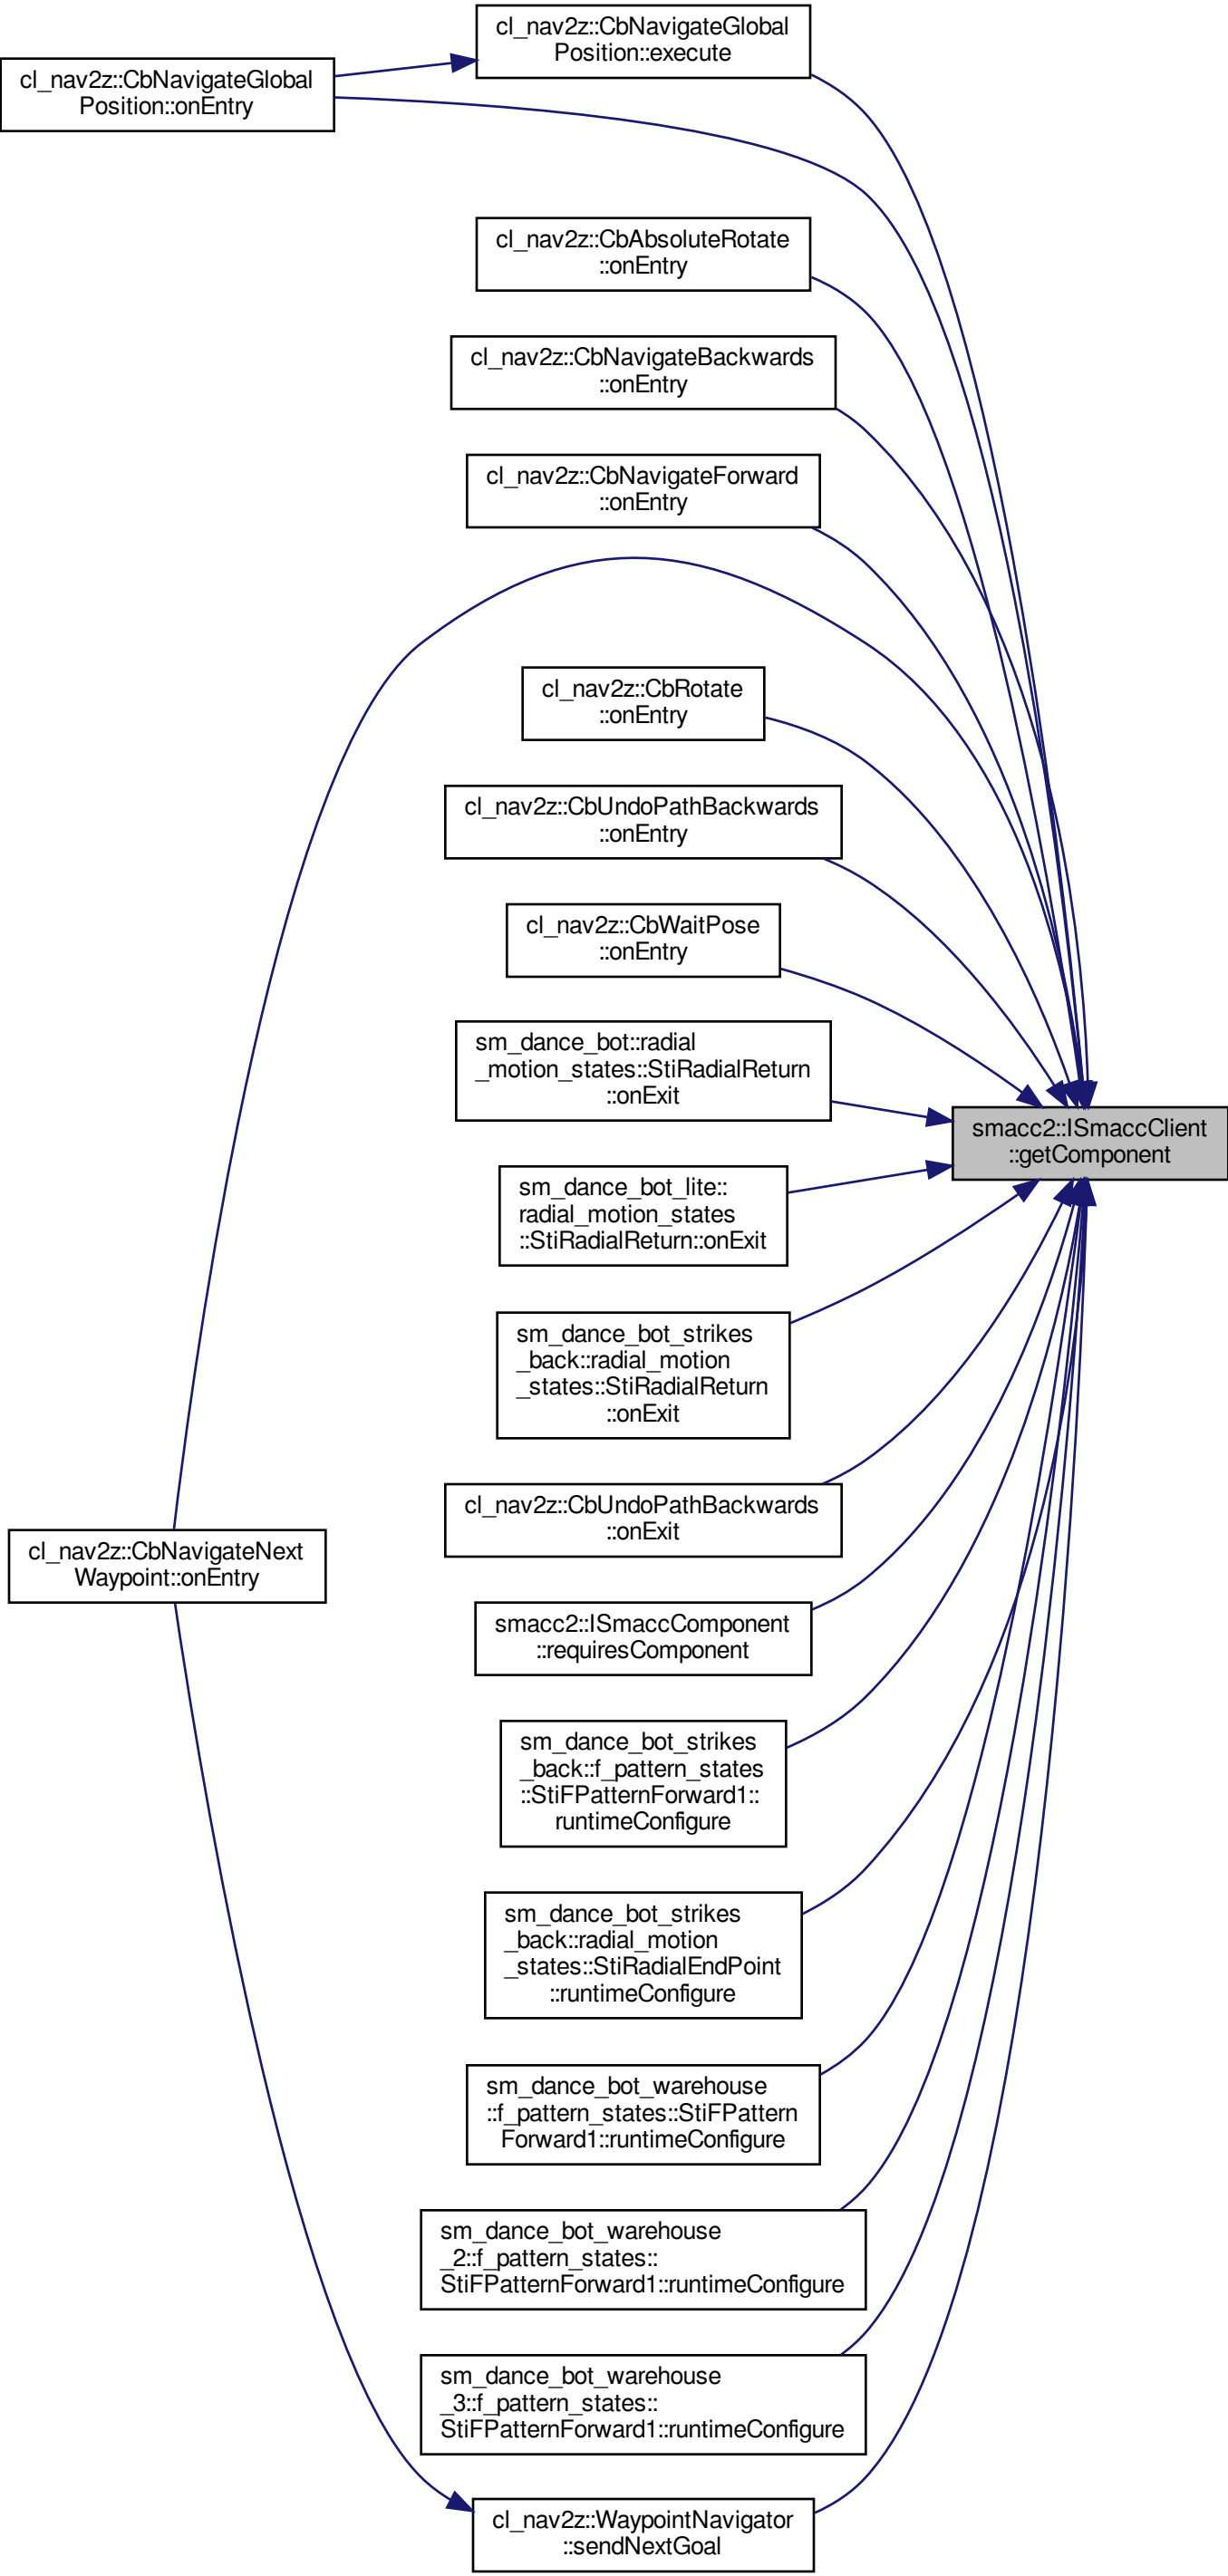 cl_nav2z::CbNavigateGlobal
Position::execute
cl_nav2z::CbNavigateGlobal
Position::onEntry
cl_nav2z::CbAbsoluteRotate
::onEntry
cl_nav2z::CbNavigateBackwards
::onEntry
cl_nav2z::CbNavigateForward
::onEntry
cl_nav2z::CbRotate
::onEntry
cl_nav2z::CbUndoPathBackwards
::onEntry
cl_nav2z::CbWaitPose
::onEntry
sm_dance_bot::radial
_motion_states::StiRadialReturn
::onExit
smacc2::ISmaccClient
::getComponent
sm_dance_bot_lite::
radial_motion_states
::StiRadialReturn::onExit
sm_dance_bot_strikes
_back::radial_motion
_states::StiRadialReturn
::onExit
cl_nav2z::CbUndoPathBackwards
::onExit
cl_nav2z::CbNavigateNext
Waypoint::onEntry
smacc2::ISmaccComponent
::requiresComponent
sm_dance_bot_strikes
_back::f_pattern_states
::StiFPatternForward1::
runtimeConfigure
sm_dance_bot_strikes
_back::radial_motion
_states::StiRadialEndPoint
::runtimeConfigure
sm_dance_bot_warehouse
::f_pattern_states::StiFPattern
Forward1::runtimeConfigure
sm_dance_bot_warehouse
_2::f_pattern_states::
StiFPatternForward1::runtimeConfigure
sm_dance_bot_warehouse
_3::f_pattern_states::
StiFPatternForward1::runtimeConfigure
cl_nav2z::WaypointNavigator
::sendNextGoal